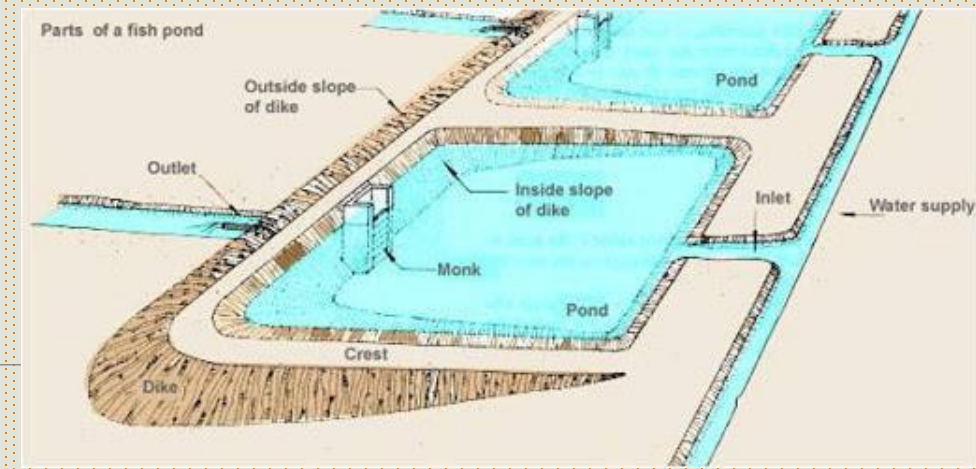 Parts of a fish pond
Outside slope
of dike
Pond
Outlet
Inside slope
of dike
Inlet
Water supply
Monk
Pond
Crest
Dike